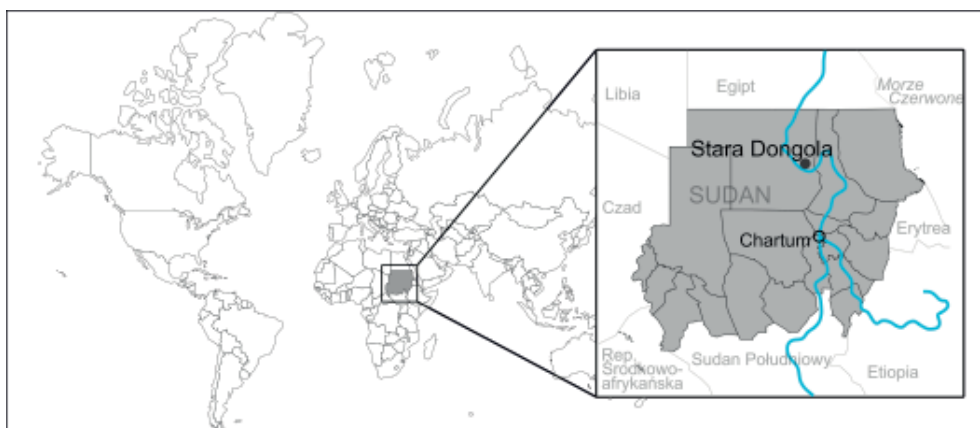 Libia
Egipt
Morze
Czerwone
Stara Dongola
SUDAN
Czad
Chartum
Erytrea
Rep.
Środkowo-
afrykańska
Sudan Południowy
Etiopia